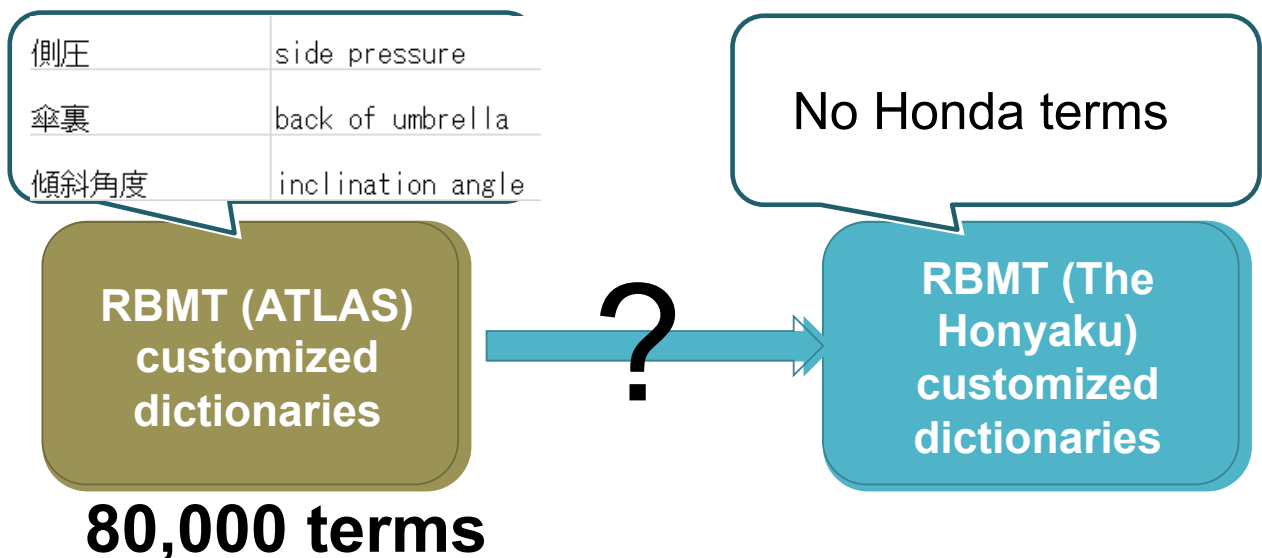 側圧 side pressure
傘裏 back of umbrella
傾斜角度 inclination angle
No Honda terms
RBMT (ATLAS)
customized
dictionaries
?
RBMT (The
Honyaku)
customized
dictionaries
80,000 terms